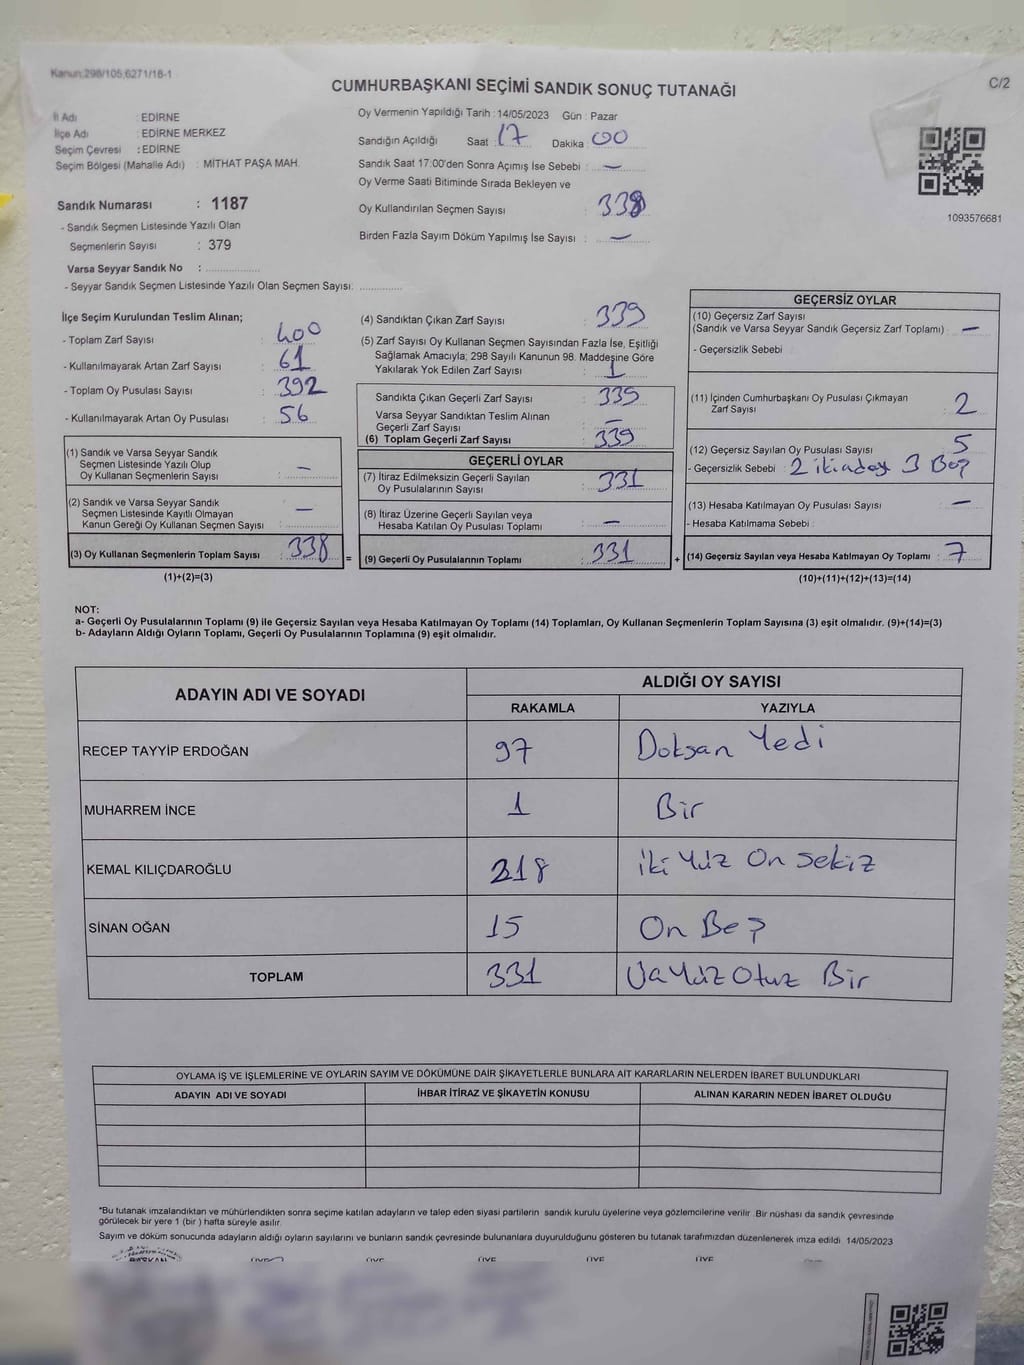 Kanun:298/105,6271/18-1
CUMHURBAŞKANI SEÇİMİ SANDIK SONUÇ TUTANAĞI
C/2
İl Adı : EDİRNE
İlçe Adı : EDİRNE MERKEZ
Seçim Çevresi : EDİRNE
Seçim Bölgesi (Mahalle Adı) : MİTHAT PAŞA MAH.
Sandık Numarası : 1187
- Sandık Seçmen Listesinde Yazılı Olan
Seçmenlerin Sayısı : 379
Varsa Seyyar Sandık No :
- Seyyar Sandık Seçmen Listesinde Yazılı Olan Seçmen Sayısı:
Oy Vermenin Yapıldığı Tarih : 14/05/2023 Gün : Pazar
Sandığın Açıldığı Saat 17 Dakika 00
Sandık Saat 17:00'den Sonra Açımış İse Sebebi : —
Oy Verme Saati Bitiminde Sırada Bekleyen ve
Oy Kullandırılan Seçmen Sayısı : 338
Birden Fazla Sayım Döküm Yapılmış İse Sayısı : —
1093576681
İlçe Seçim Kurulundan Teslim Alınan;
- Toplam Zarf Sayısı : 400
- Kullanılmayarak Artan Zarf Sayısı : 61
- Toplam Oy Pusulası Sayısı : 392
- Kullanılmayarak Artan Oy Pusulası : 56
(1) Sandık ve Varsa Seyyar Sandık
Seçmen Listesinde Yazılı Olup
Oy Kullanan Seçmenlerin Sayısı : —
(2) Sandık ve Varsa Seyyar Sandık
Seçmen Listesinde Kayıtlı Olmayan
Kanun Gereği Oy Kullanan Seçmen Sayısı : —
(3) Oy Kullanan Seçmenlerin Toplam Sayısı : 338
(1)+(2)=(3)
=
(4) Sandıktan Çıkan Zarf Sayısı : 339
(5) Zarf Sayısı Oy Kullanan Seçmen Sayısından Fazla İse, Eşitliği
Sağlamak Amacıyla; 298 Sayılı Kanunun 98. Maddesine Göre
Yakılarak Yok Edilen Zarf Sayısı : 1
Sandıkta Çıkan Geçerli Zarf Sayısı : 339
Varsa Seyyar Sandıktan Teslim Alınan
Geçerli Zarf Sayısı : —
(6) Toplam Geçerli Zarf Sayısı : 339
GEÇERLİ OYLAR
(7) İtiraz Edilmeksizin Geçerli Sayılan
Oy Pusulalarının Sayısı : 331
(8) İtiraz Üzerine Geçerli Sayılan veya
Hesaba Katılan Oy Pusulası Toplamı : —
(9) Geçerli Oy Pusulalarının Toplamı : 331
+
GEÇERSİZ OYLAR
(10) Geçersiz Zarf Sayısı
(Sandık ve Varsa Seyyar Sandık Geçersiz Zarf Toplamı) : —
- Geçersizlik Sebebi :
(11) İçinden Cumhurbaşkanı Oy Pusulası Çıkmayan
Zarf Sayısı : 2
(12) Geçersiz Sayılan Oy Pusulası Sayısı : 5
- Geçersizlik Sebebi : 2 iki aday 3 Boş
(13) Hesaba Katılmayan Oy Pusulası Sayısı : —
- Hesaba Katılmama Sebebi :
(14) Geçersiz Sayılan veya Hesaba Katılmayan Oy Toplamı : 7
(10)+(11)+(12)+(13)=(14)
NOT:
a- Geçerli Oy Pusulalarının Toplamı (9) ile Geçersiz Sayılan veya Hesaba Katılmayan Oy Toplamı (14) Toplamları, Oy Kullanan Seçmenlerin Toplam Sayısına (3) eşit olmalıdır. (9)+(14)=(3)
b- Adayların Aldığı Oyların Toplamı, Geçerli Oy Pusulalarının Toplamına (9) eşit olmalıdır.
ADAYIN ADI VE SOYADI
ALDIĞI OY SAYISI
RAKAMLA YAZIYLA
RECEP TAYYİP ERDOĞAN 97 Doksan Yedi
MUHARREM İNCE 1 Bir
KEMAL KILIÇDAROĞLU 218 iki Yüz On Sekiz
SİNAN OĞAN 15 On Beş
TOPLAM 331 Üç Yüz Otuz Bir
OYLAMA İŞ VE İŞLEMLERİNE VE OYLARIN SAYIM VE DÖKÜMÜNE DAİR ŞİKAYETLERLE BUNLARA AİT KARARLARIN NELERDEN İBARET BULUNDUKLARI
ADAYIN ADI VE SOYADI İHBAR İTİRAZ VE ŞİKAYETİN KONUSU ALINAN KARARIN NEDEN İBARET OLDUĞU
*Bu tutanak imzalandıktan ve mühürlendikten sonra seçime katılan adayların ve talep eden siyasi partilerin sandık kurulu üyelerine veya gözlemcilerine verilir. Bir nüshası da sandık çevresinde
görülecek bir yere 1 (bir ) hafta süreyle asılır.
Sayım ve döküm sonucunda adayların aldığı oyların sayılarını ve bunların sandık çevresinde bulunanlara duyurulduğunu gösteren bu tutanak tarafımızdan düzenlenerek imza edildi. 14/05/2023
BAŞKAN ÜYE ÜYE ÜYE ÜYE ÜYE